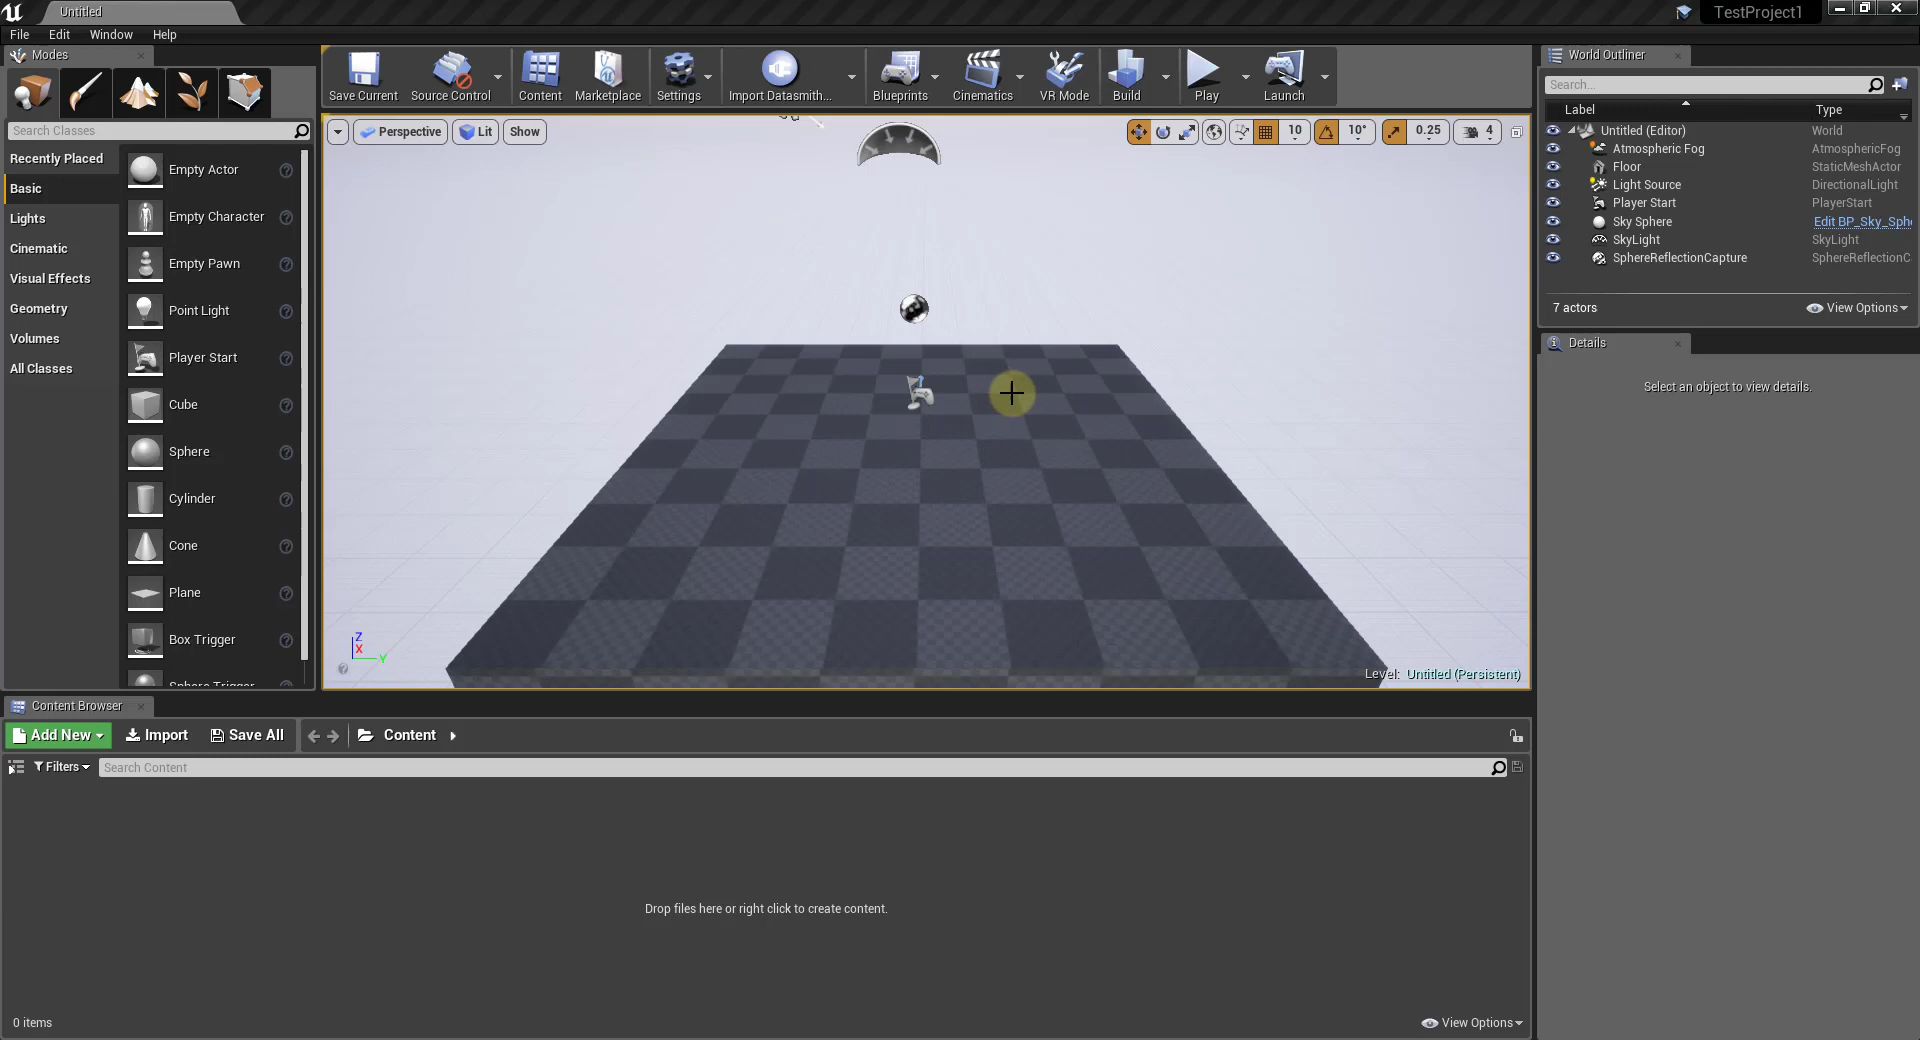 Untitled
TestProject1
File Edit Window Help
Modes
Save Current
Source Control
Content
Marketplace
Settings
Import Datasmith...
Blueprints
Cinematics
VR Mode
Build
Play
Launch
World Outliner
Search...
Label Type
Untitled (Editor) World
Atmospheric Fog AtmosphericFog
Floor StaticMeshActor
Light Source DirectionalLight
Player Start PlayerStart
Sky Sphere Edit BP_Sky_Sphe
SkyLight SkyLight
SphereReflectionCapture SphereReflectionC
7 actors View Options
Details
Select an object to view details.
Search Classes
Recently Placed
Basic
Lights
Cinematic
Visual Effects
Geometry
Volumes
All Classes
Empty Actor
Empty Character
Empty Pawn
Point Light
Player Start
Cube
Sphere
Cylinder
Cone
Plane
Box Trigger
Sphere Trigger
Perspective Lit Show
10 10° 0.25 4
Z
X
Y
Level: Untitled (Persistent)
Content Browser
Add New Import Save All Content
Filters Search Content
Drop files here or right click to create content.
0 items View Options